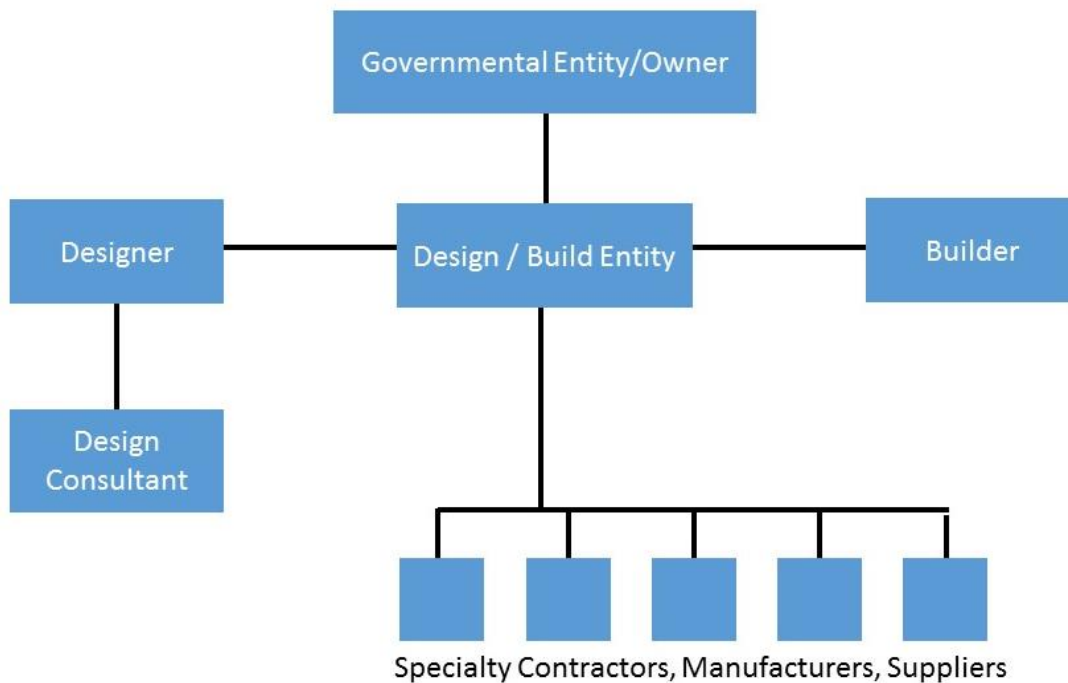 Governmental Entity/Owner
Designer
Design / Build Entity
Builder
Design
Consultant
Specialty Contractors, Manufacturers, Suppliers